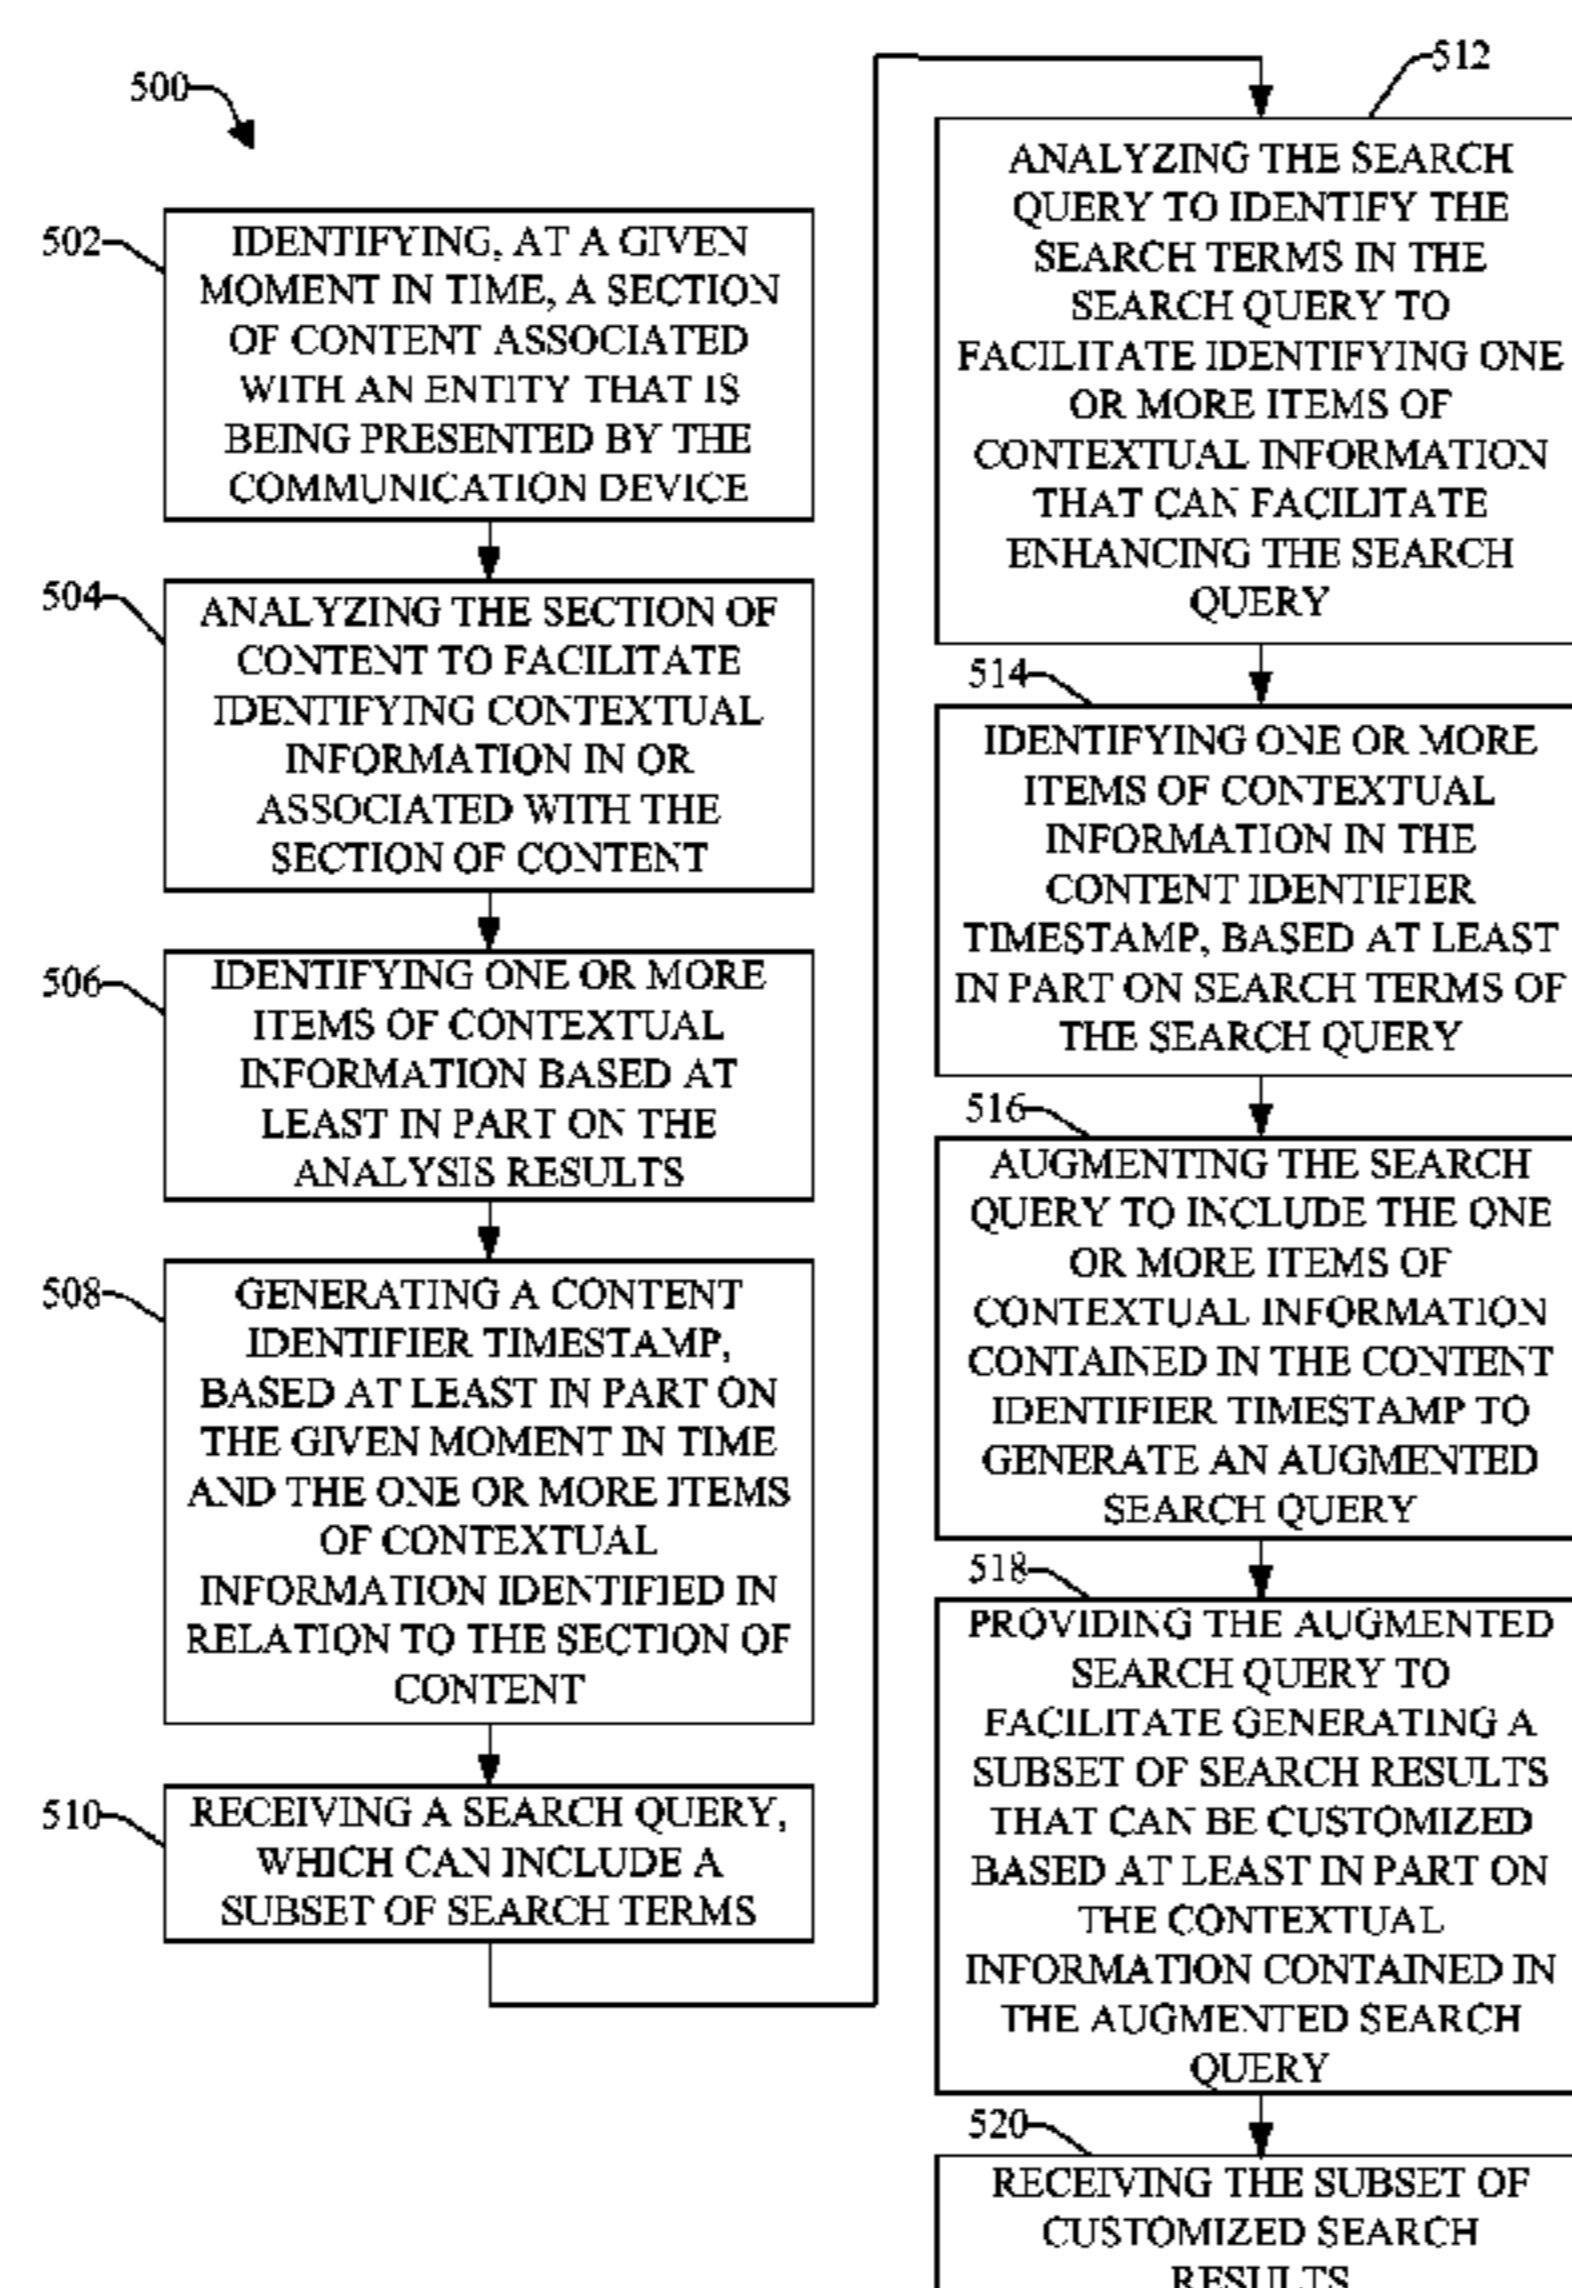 500
502
IDENTIFYING, AT A GIVEN
MOMENT IN TIME, A SECTION
OF CONTENT ASSOCIATED
WITH AN ENTITY THAT IS
BEING PRESENTED BY THE
COMMUNICATION DEVICE
504
ANALYZING THE SECTION OF
CONTENT TO FACILITATE
IDENTIFYING CONTEXTUAL
INFORMATION IN OR
ASSOCIATED WITH THE
SECTION OF CONTENT
506
IDENTIFYING ONE OR MORE
ITEMS OF CONTEXTUAL
INFORMATION BASED AT
LEAST IN PART ON THE
ANALYSIS RESULTS
508
GENERATING A CONTENT
IDENTIFIER TIMESTAMP,
BASED AT LEAST IN PART ON
THE GIVEN MOMENT IN TIME
AND THE ONE OR MORE ITEMS
OF CONTEXTUAL
INFORMATION IDENTIFIED IN
RELATION TO THE SECTION OF
CONTENT
510
RECEIVING A SEARCH QUERY,
WHICH CAN INCLUDE A
SUBSET OF SEARCH TERMS
512
ANALYZING THE SEARCH
QUERY TO IDENTIFY THE
SEARCH TERMS IN THE
SEARCH QUERY TO
FACILITATE IDENTIFYING ONE
OR MORE ITEMS OF
CONTEXTUAL INFORMATION
THAT CAN FACILITATE
ENHANCING THE SEARCH
QUERY
514
IDENTIFYING ONE OR MORE
ITEMS OF CONTEXTUAL
INFORMATION IN THE
CONTENT IDENTIFIER
TIMESTAMP, BASED AT LEAST
IN PART ON SEARCH TERMS OF
THE SEARCH QUERY
516
AUGMENTING THE SEARCH
QUERY TO INCLUDE THE ONE
OR MORE ITEMS OF
CONTEXTUAL INFORMATION
CONTAINED IN THE CONTENT
IDENTIFIER TIMESTAMP TO
GENERATE AN AUGMENTED
SEARCH QUERY
518
PROVIDING THE AUGMENTED
SEARCH QUERY TO
FACILITATE GENERATING A
SUBSET OF SEARCH RESULTS
THAT CAN BE CUSTOMIZED
BASED AT LEAST IN PART ON
THE CONTEXTUAL
INFORMATION CONTAINED IN
THE AUGMENTED SEARCH
QUERY
520
RECEIVING THE SUBSET OF
CUSTOMIZED SEARCH
RESULTS